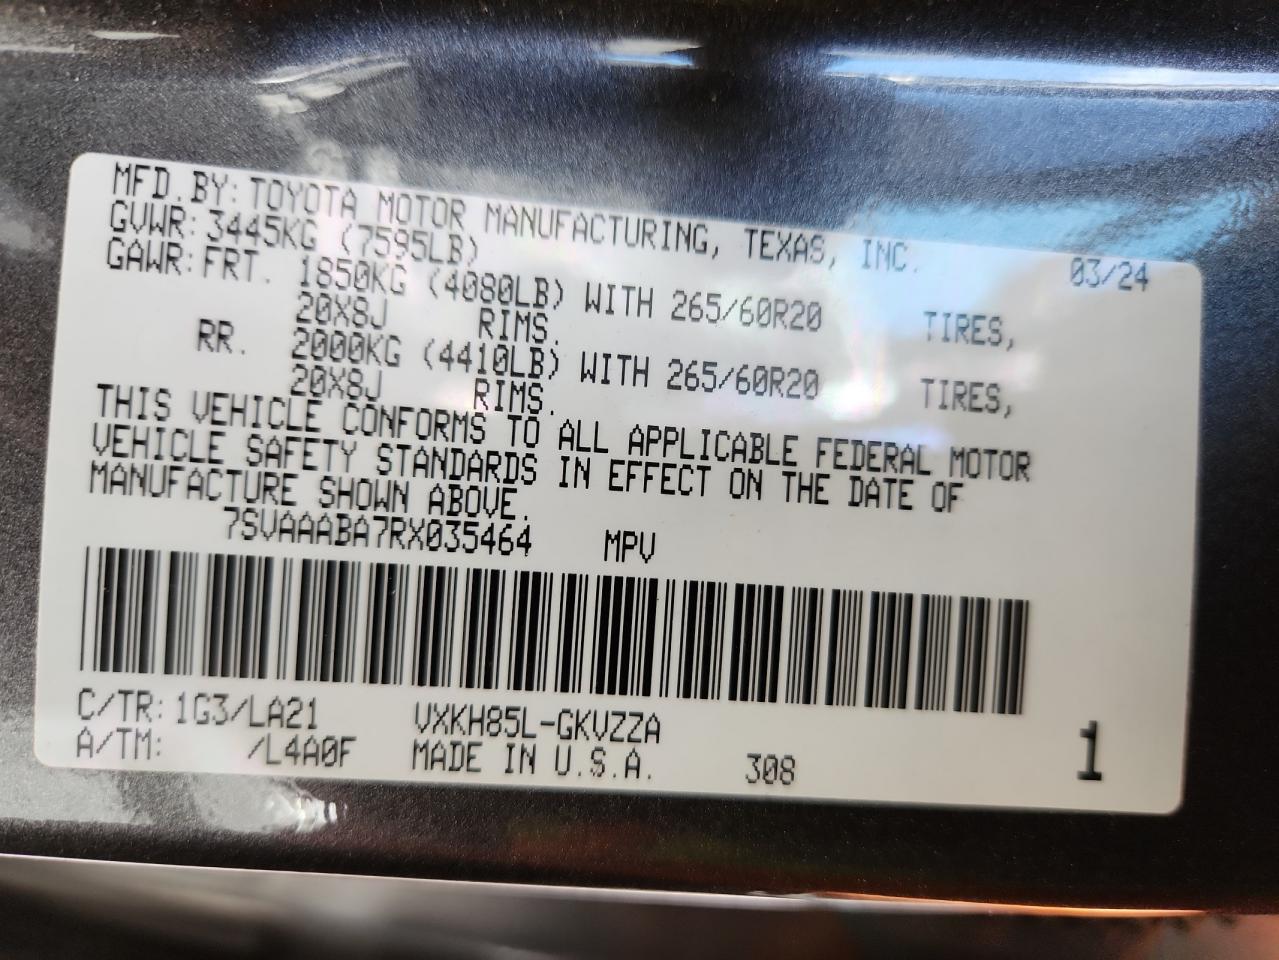 MFD. BY: TOYOTA MOTOR MANUFACTURING, TEXAS, INC. 03/24
GVWR: 3445KG (7595LB)
GAWR: FRT. 1850KG (4080LB) WITH 265/60R20 TIRES,
20X8J RIMS.
RR. 2000KG (4410LB) WITH 265/60R20 TIRES,
20X8J RIMS.
THIS VEHICLE CONFORMS TO ALL APPLICABLE FEDERAL MOTOR
VEHICLE SAFETY STANDARDS IN EFFECT ON THE DATE OF
MANUFACTURE SHOWN ABOVE.
7SVAAABA7RX035464 MPV
C/TR: 1G3/LA21 VXKH85L-GKVZZA
A/TM: /L4A0F MADE IN U.S.A. 308 1